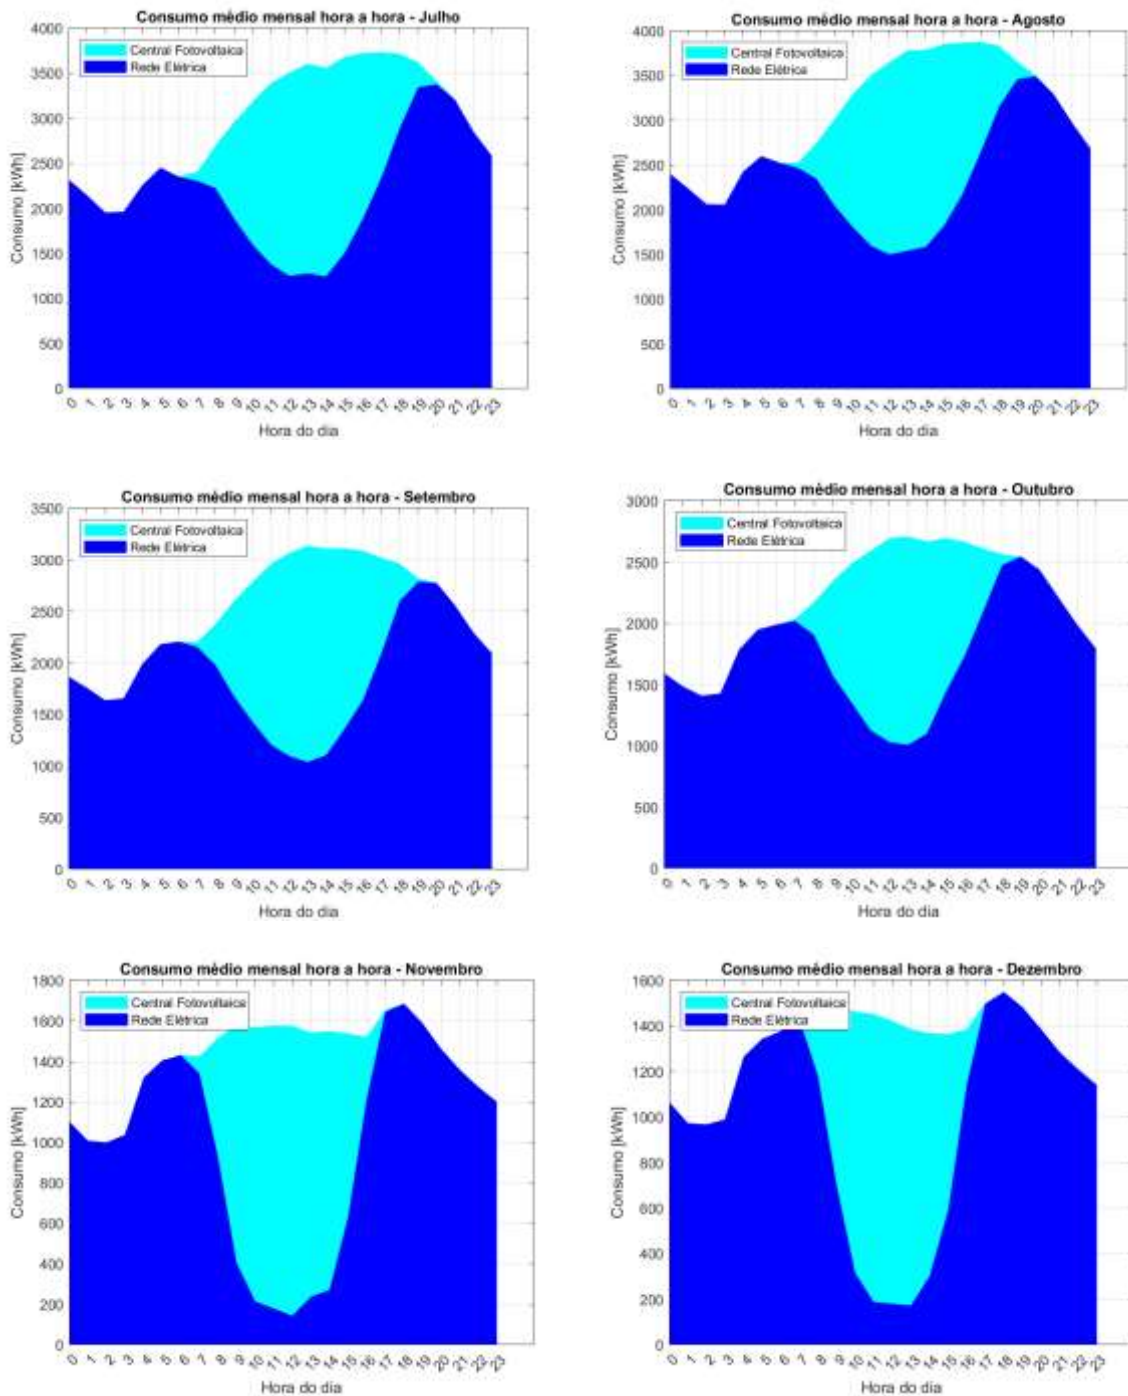 Consumo médio mensal hora a hora - Julho
4000
3500
3000
2500
2000
1500
1000
500
0
Consumo [kWh]
Central Fotovoltaica
Rede Elétrica
0 1 2 3 4 5 6 7 8 9 10 11 12 13 14 15 16 17 18 19 20 21 22 23
Hora do dia
Consumo médio mensal hora a hora - Agosto
4000
3500
3000
2500
2000
1500
1000
500
0
Consumo [kWh]
Central Fotovoltaica
Rede Elétrica
0 1 2 3 4 5 6 7 8 9 10 11 12 13 14 15 16 17 18 19 20 21 22 23
Hora do dia
Consumo médio mensal hora a hora - Setembro
3500
3000
2500
2000
1500
1000
500
0
Consumo [kWh]
Central Fotovoltaica
Rede Elétrica
0 1 2 3 4 5 6 7 8 9 10 11 12 13 14 15 16 17 18 19 20 21 22 23
Hora do dia
Consumo médio mensal hora a hora - Outubro
3000
2500
2000
1500
1000
500
0
Consumo [kWh]
Central Fotovoltaica
Rede Elétrica
0 1 2 3 4 5 6 7 8 9 10 11 12 13 14 15 16 17 18 19 20 21 22 23
Hora do dia
Consumo médio mensal hora a hora - Novembro
1800
1600
1400
1200
1000
800
600
400
200
0
Consumo [kWh]
Central Fotovoltaica
Rede Elétrica
0 1 2 3 4 5 6 7 8 9 10 11 12 13 14 15 16 17 18 19 20 21 22 23
Hora do dia
Consumo médio mensal hora a hora - Dezembro
1600
1400
1200
1000
800
600
400
200
0
Consumo [kWh]
Central Fotovoltaica
Rede Elétrica
0 1 2 3 4 5 6 7 8 9 10 11 12 13 14 15 16 17 18 19 20 21 22 23
Hora do dia